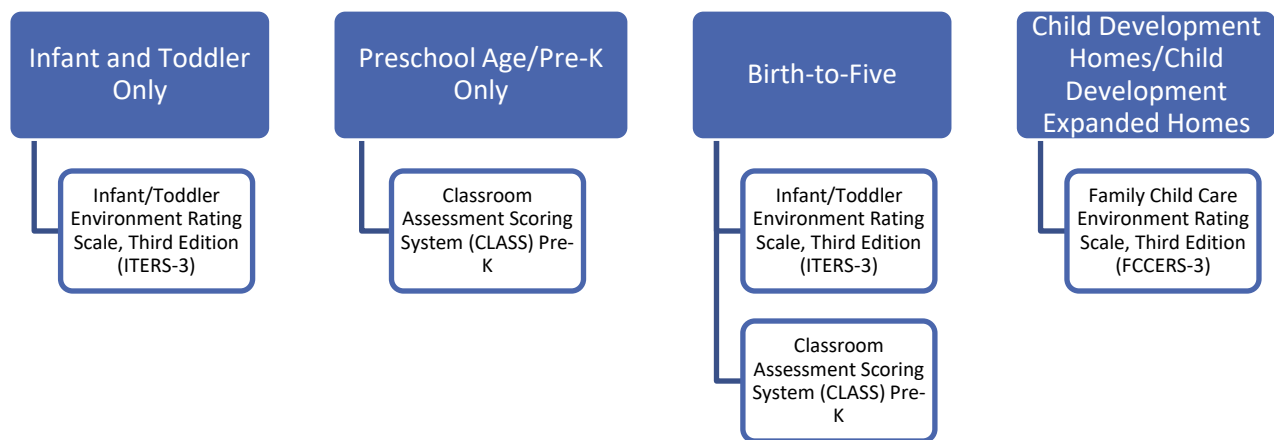 Infant and Toddler
Only
Infant/Toddler
Environment Rating
Scale, Third Edition
(ITERS-3)
Preschool Age/Pre-K
Only
Classroom
Assessment Scoring
System (CLASS) Pre-
K
Birth-to-Five
Infant/Toddler
Environment Rating
Scale, Third Edition
(ITERS-3)
Classroom
Assessment Scoring
System (CLASS) Pre-
K
Child Development
Homes/Child
Development
Expanded Homes
Family Child Care
Environment Rating
Scale, Third Edition
(FCCERS-3)